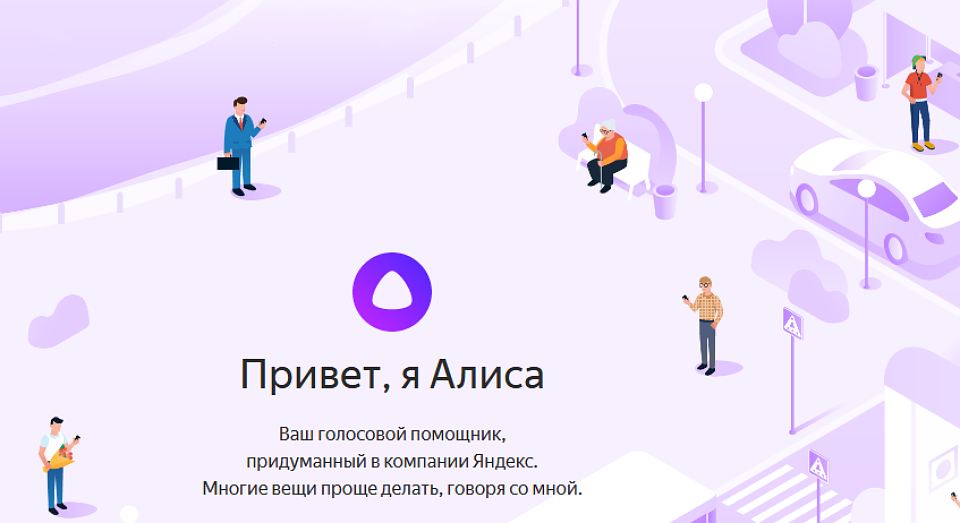 Привет, я Алиса
Ваш голосовой помощник,
придуманный в компании Яндекс.
Многие вещи проще делать, говоря со мной.